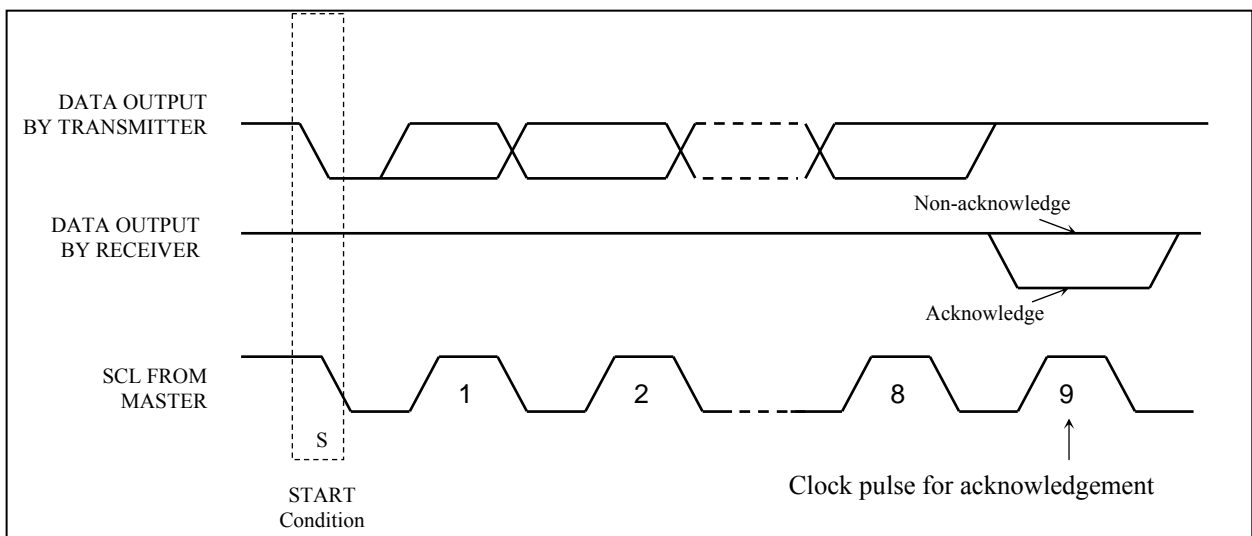 DATA OUTPUT
BY TRANSMITTER
Non-acknowledge
DATA OUTPUT
BY RECEIVER
Acknowledge
SCL FROM
MASTER
1
2
8
9
S
START
Condition
Clock pulse for acknowledgement